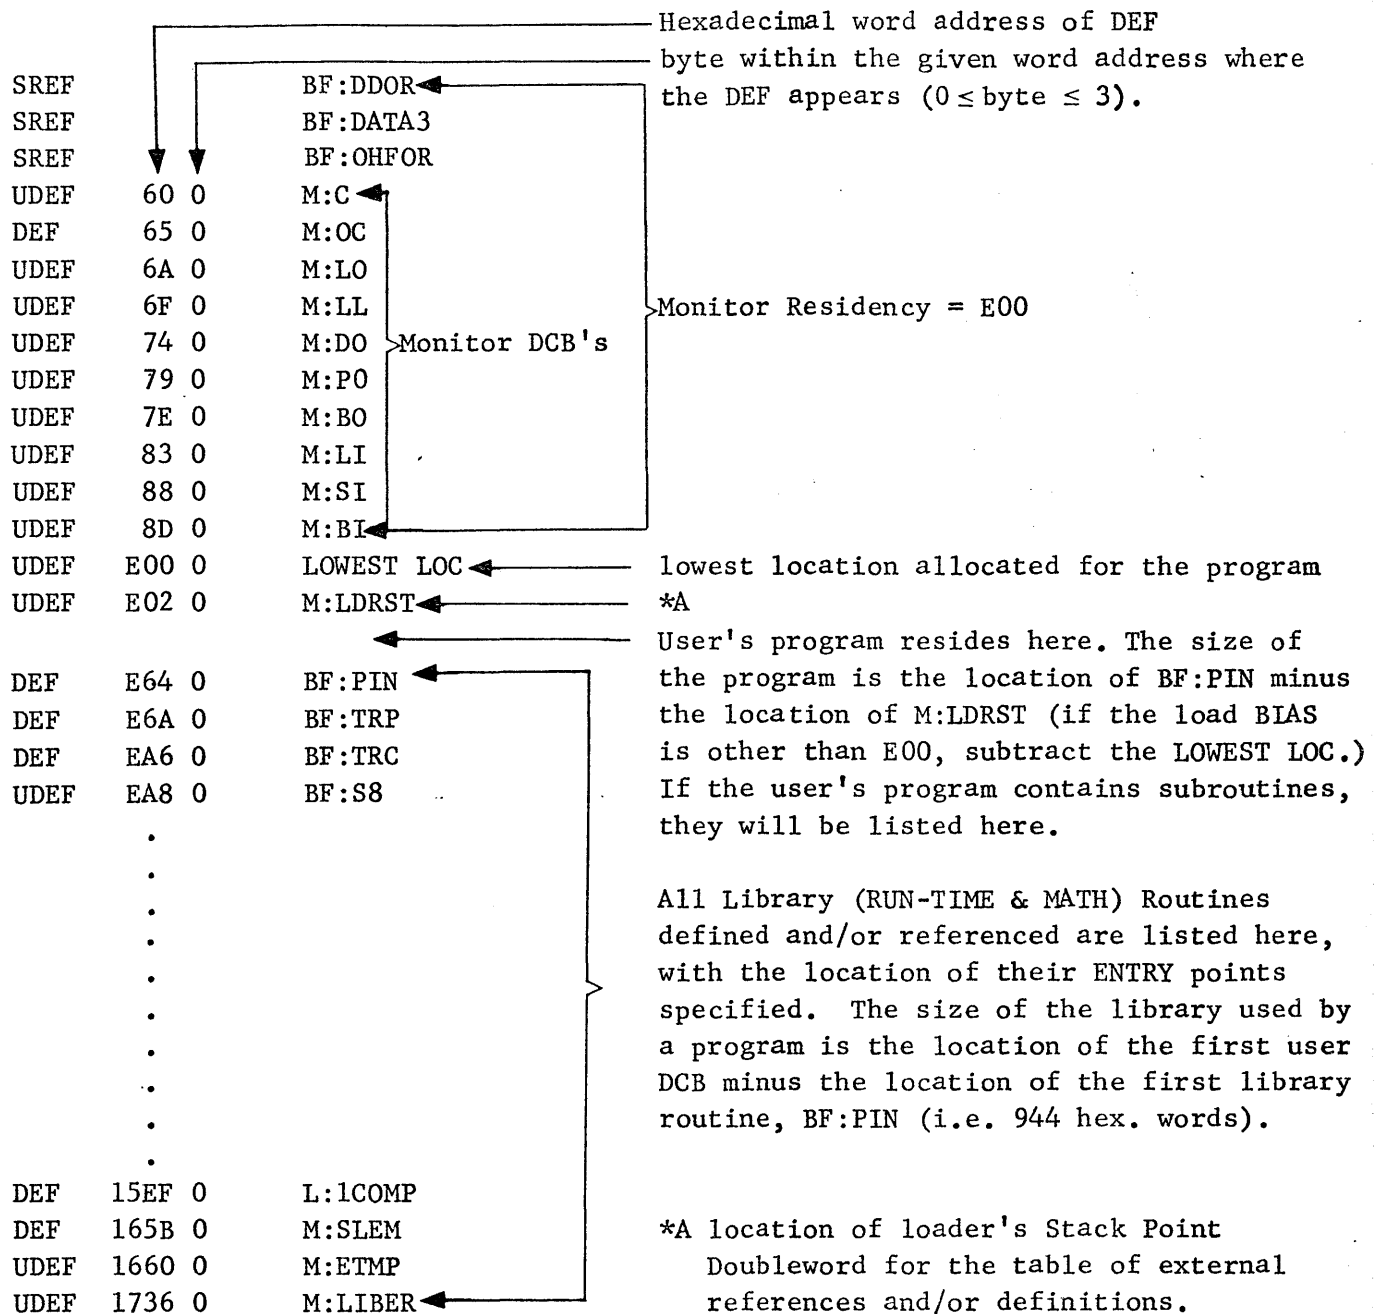 Hexadecimal word address of DEF
byte within the given word address where
the DEF appears (0 ≤ byte ≤ 3).
SREF BF:DDOR
SREF BF:DATA3
SREF BF:OHFOR
UDEF 60 0 M:C
DEF 65 0 M:OC
UDEF 6A 0 M:LO
UDEF 6F 0 M:LL
Monitor Residency = E00
UDEF 74 0 M:DO
Monitor DCB's
UDEF 79 0 M:PO
UDEF 7E 0 M:BO
UDEF 83 0 M:LI
UDEF 88 0 M:SI
UDEF 8D 0 M:BI
UDEF E00 0 LOWEST LOC
lowest location allocated for the program
UDEF E02 0 M:LDRST
*A
User's program resides here. The size of
the program is the location of BF:PIN minus
the location of M:LDRST (if the load BIAS
is other than E00, subtract the LOWEST LOC.)
If the user's program contains subroutines,
they will be listed here.
DEF E64 0 BF:PIN
DEF E6A 0 BF:TRP
DEF EA6 0 BF:TRC
UDEF EA8 0 BF:S8
.
.
.
.
.
.
.
.
.
.
All Library (RUN-TIME & MATH) Routines
defined and/or referenced are listed here,
with the location of their ENTRY points
specified. The size of the library used by
a program is the location of the first user
DCB minus the location of the first library
routine, BF:PIN (i.e. 944 hex. words).
DEF 15EF 0 L:1COMP
DEF 165B 0 M:SLEM
UDEF 1660 0 M:ETMP
UDEF 1736 0 M:LIBER
*A location of loader's Stack Point
Doubleword for the table of external
references and/or definitions.